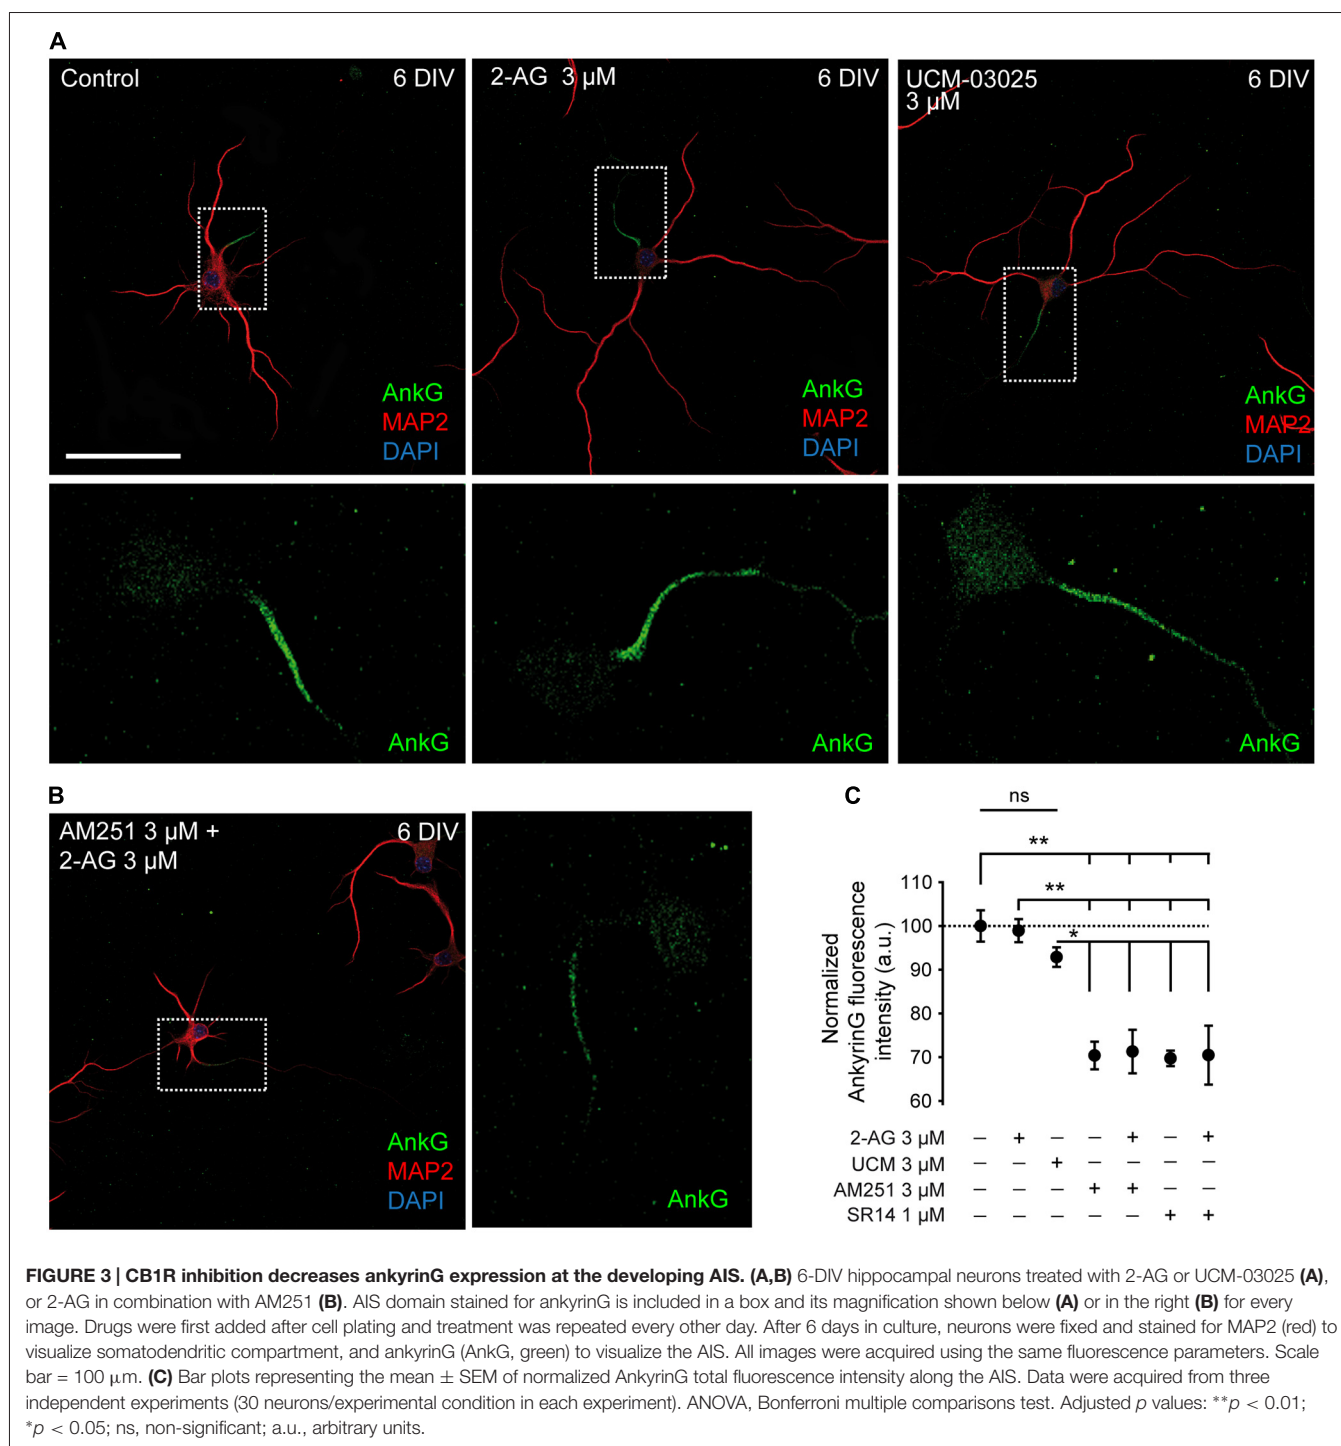 A
Control 6 DIV
AnkG
MAP2
DAPI
2-AG 3 μM 6 DIV
AnkG
MAP2
DAPI
UCM-03025 6 DIV
3 μM
AnkG
MAP2
DAPI
AnkG
AnkG
AnkG
B
AM251 3 μM + 6 DIV
2-AG 3 μM
AnkG
MAP2
DAPI
AnkG
C
ns
**
**
*
Normalized
AnkyrinG fluorescence
intensity (a.u.)
110
100
90
80
70
60
2-AG 3 μM − + − − + − +
UCM 3 μM − − + − − − −
AM251 3 μM − − − + + − −
SR14 1 μM − − − − − + +
FIGURE 3 | CB1R inhibition decreases ankyrinG expression at the developing AIS. (A,B) 6-DIV hippocampal neurons treated with 2-AG or UCM-03025 (A),
or 2-AG in combination with AM251 (B). AIS domain stained for ankyrinG is included in a box and its magnification shown below (A) or in the right (B) for every
image. Drugs were first added after cell plating and treatment was repeated every other day. After 6 days in culture, neurons were fixed and stained for MAP2 (red) to
visualize somatodendritic compartment, and ankyrinG (AnkG, green) to visualize the AIS. All images were acquired using the same fluorescence parameters. Scale
bar = 100 μm. (C) Bar plots representing the mean ± SEM of normalized AnkyrinG total fluorescence intensity along the AIS. Data were acquired from three
independent experiments (30 neurons/experimental condition in each experiment). ANOVA, Bonferroni multiple comparisons test. Adjusted p values: **p < 0.01;
*p < 0.05; ns, non-significant; a.u., arbitrary units.